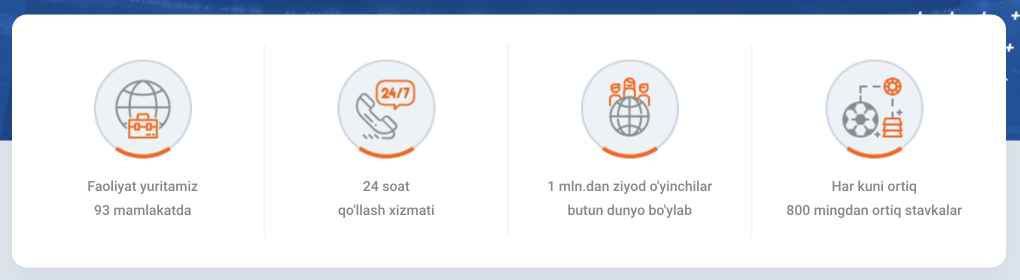 Faoliyat yuritamiz
93 mamlakatda
24/7
24 soat
qo'llash xizmati
1 mln.dan ziyod o'yinchilar
butun dunyo bo'ylab
Har kuni ortiq
800 mingdan ortiq stavkalar